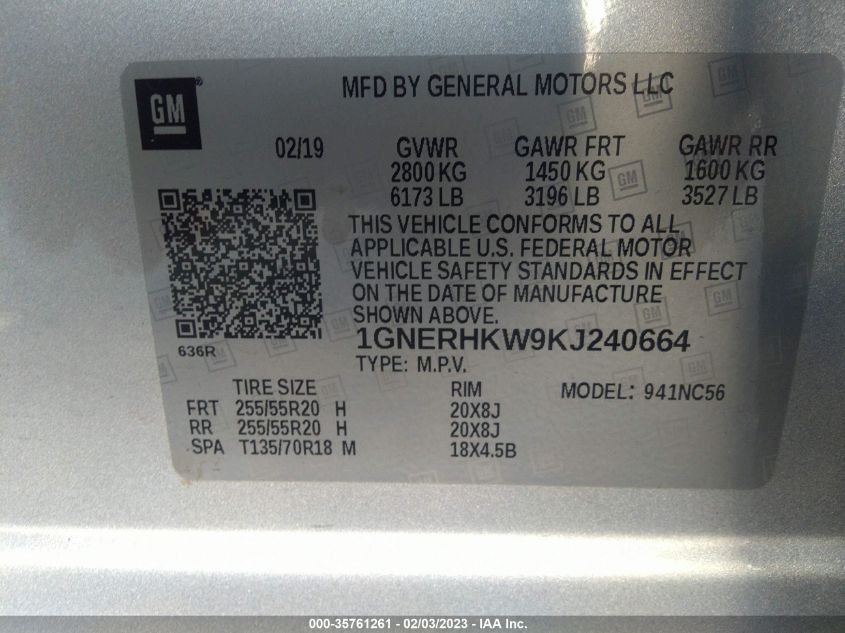 GM
MFD BY GENERAL MOTORS LLC
02/19 GVWR GAWR FRT GAWR RR
2800 KG 1450 KG 1600 KG
6173 LB 3196 LB 3527 LB
THIS VEHICLE CONFORMS TO ALL
APPLICABLE U.S. FEDERAL MOTOR
VEHICLE SAFETY STANDARDS IN EFFECT
ON THE DATE OF MANUFACTURE
SHOWN ABOVE.
1GNERHKW9KJ240664
636R
TYPE: M.P.V.
TIRE SIZE RIM MODEL: 941NC56
FRT 255/55R20 H 20X8J
RR 255/55R20 H 20X8J
SPA T135/70R18 M 18X4.5B
000-35761261 - 02/03/2023 - IAA Inc.